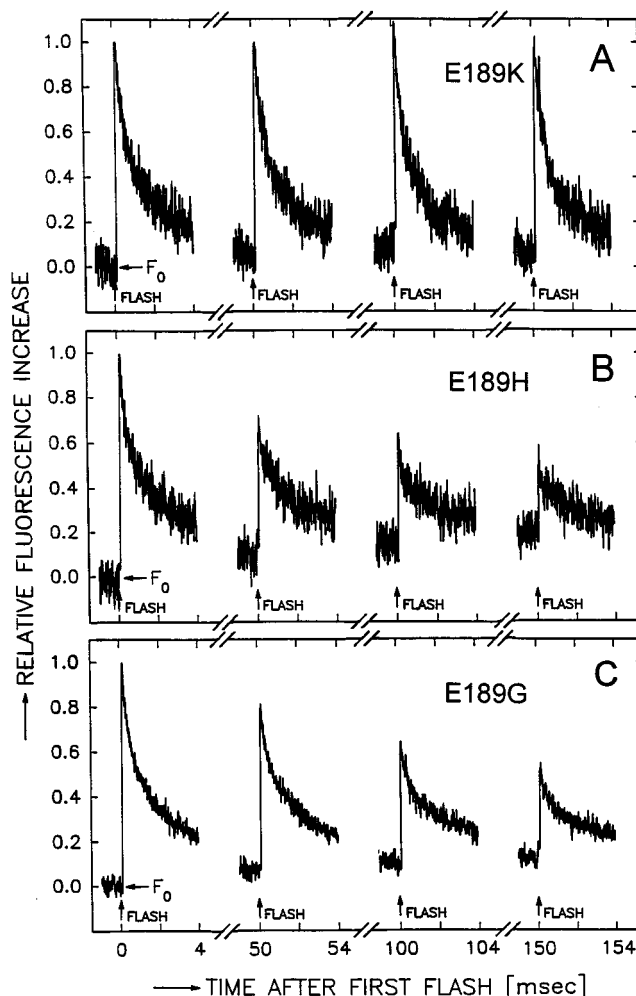 A
E189K
1.0
0.8
0.6
0.4
0.2
0.0
F0
FLASH
FLASH
FLASH
FLASH
B
E189H
1.0
0.8
0.6
0.4
0.2
0.0
F0
FLASH
FLASH
FLASH
FLASH
C
E189G
1.0
0.8
0.6
0.4
0.2
0.0
F0
FLASH
FLASH
FLASH
FLASH
0 4 50 54 100 104 150 154
→ TIME AFTER FIRST FLASH [msec]
→ RELATIVE FLUORESCENCE INCREASE